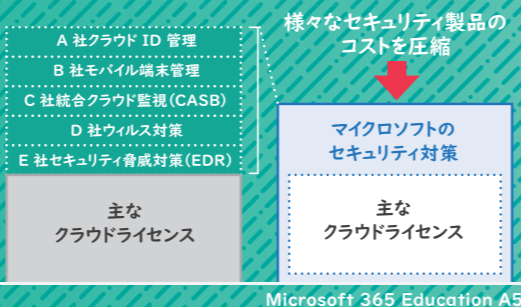 A 社クラウド ID 管理
B 社モバイル端末管理
C 社統合クラウド監視(CASB)
D 社ウィルス対策
E 社セキュリティ脅威対策(EDR)
主な
クラウドライセンス
様々なセキュリティ製品の
コストを圧縮
マイクロソフトの
セキュリティ対策
主な
クラウドライセンス
Microsoft 365 Education A5